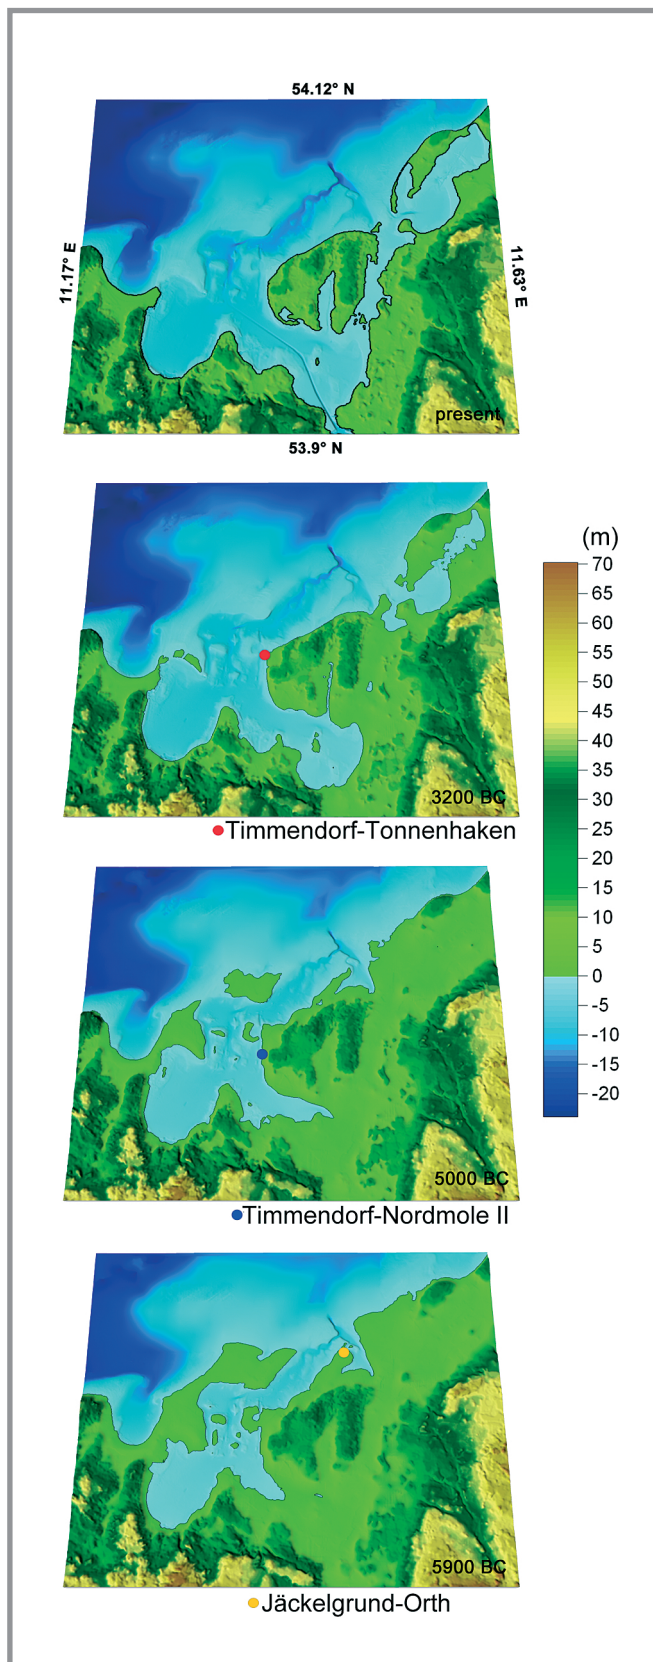 54.12° N
11.17° E
11.63° E
present
53.9° N
(m)
70
65
60
55
50
45
40
35
30
25
20
15
10
5
0
-5
-10
-15
-20
3200 BC
Timmendorf-Tonnenhaken
5000 BC
Timmendorf-Nordmole II
5900 BC
Jäckelgrund-Orth